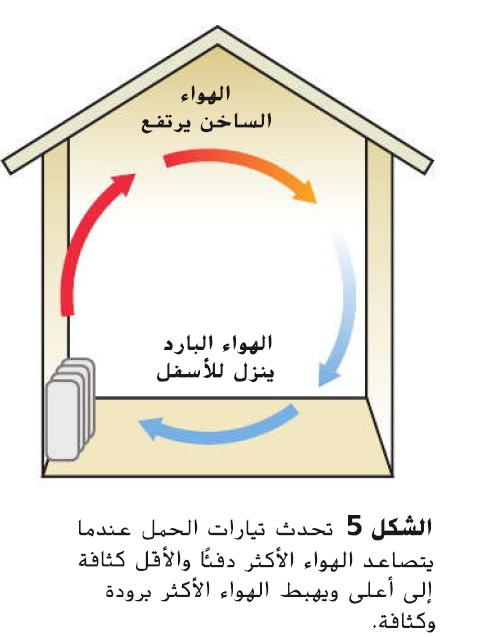 الهواء
الساخن يرتفع
الهواء البارد
ينزل للأسفل
الشكل 5 تحدث تيارات الحمل عندما
يتصاعد الهواء الأكثر دفئًا والأقل كثافة
إلى أعلى ويهبط الهواء الأكثر برودة
وكثافة.